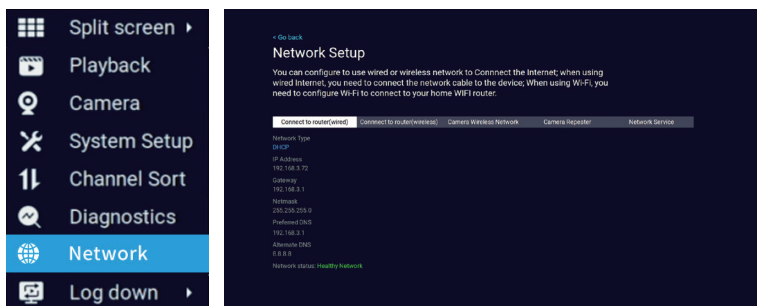 Split screen
Playback
Camera
System Setup
Channel Sort
Diagnostics
Network
Log down
< Go back
Network Setup
You can configure to use wired or wireless network to Connnect the Internet; when using
wired Internet, you need to connect the network cable to the device; When using Wi-Fi, you
need to configure Wi-Fi to connect to your home WIFI router.
Connect to router(wired) Connnect to router(wireless) Camera Wireless Network Camera Repeater Network Service
Network Type
DHCP
IP Address
192.168.3.72
Gateway
192.168.3.1
Netmask
255.255.255.0
Preferred DNS
192.168.3.1
Alternate DNS
8.8.8.8
Network status: Healthy Network